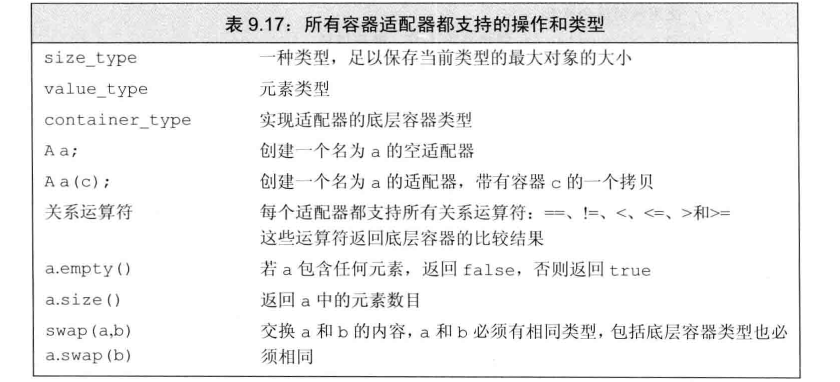 表 9.17：所有容器适配器都支持的操作和类型
size_type 一种类型，足以保存当前类型的最大对象的大小
value_type 元素类型
container_type 实现适配器的底层容器类型
A a; 创建一个名为 a 的空适配器
A a(c); 创建一个名为 a 的适配器，带有容器 c 的一个拷贝
关系运算符 每个适配器都支持所有关系运算符：==、!=、<、<=、>和>=
这些运算符返回底层容器的比较结果
a.empty() 若 a 包含任何元素，返回 false，否则返回 true
a.size() 返回 a 中的元素数目
swap(a,b) 交换 a 和 b 的内容，a 和 b 必须有相同类型，包括底层容器类型也必
a.swap(b) 须相同